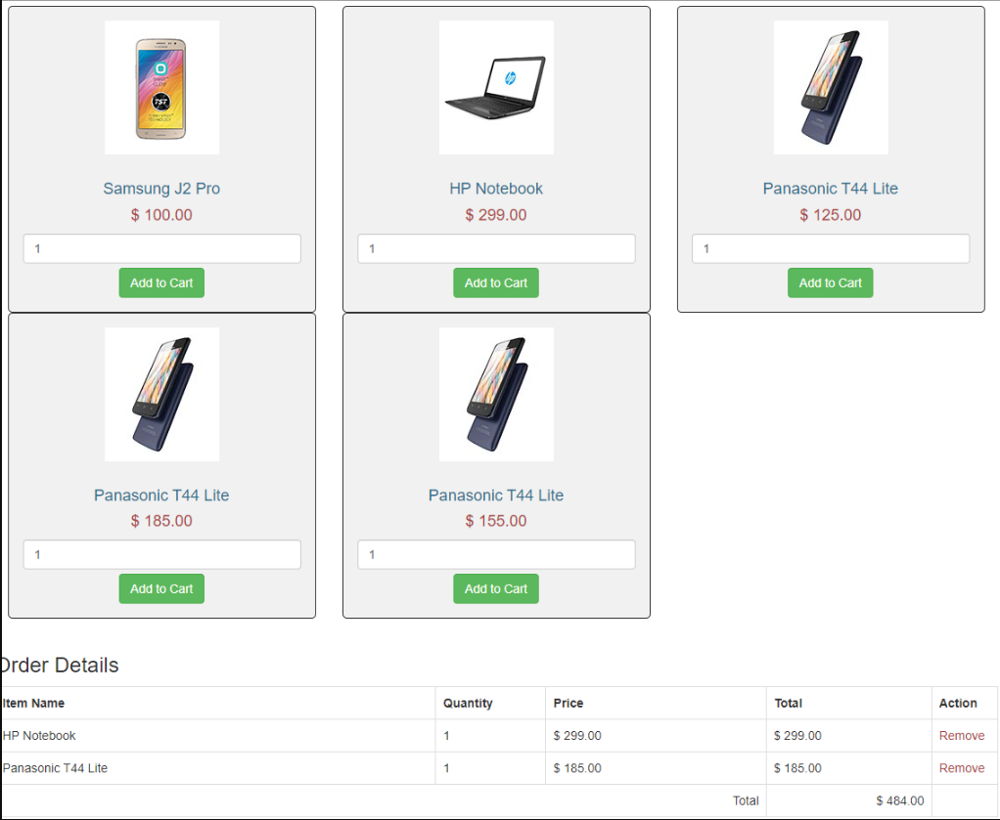 Samsung J2 Pro
$ 100.00
1
Add to Cart
HP Notebook
$ 299.00
1
Add to Cart
Panasonic T44 Lite
$ 125.00
1
Add to Cart
Panasonic T44 Lite
$ 185.00
1
Add to Cart
Panasonic T44 Lite
$ 155.00
1
Add to Cart
Order Details
Item Name Quantity Price Total Action
HP Notebook 1 $ 299.00 $ 299.00 Remove
Panasonic T44 Lite 1 $ 185.00 $ 185.00 Remove
Total $ 484.00